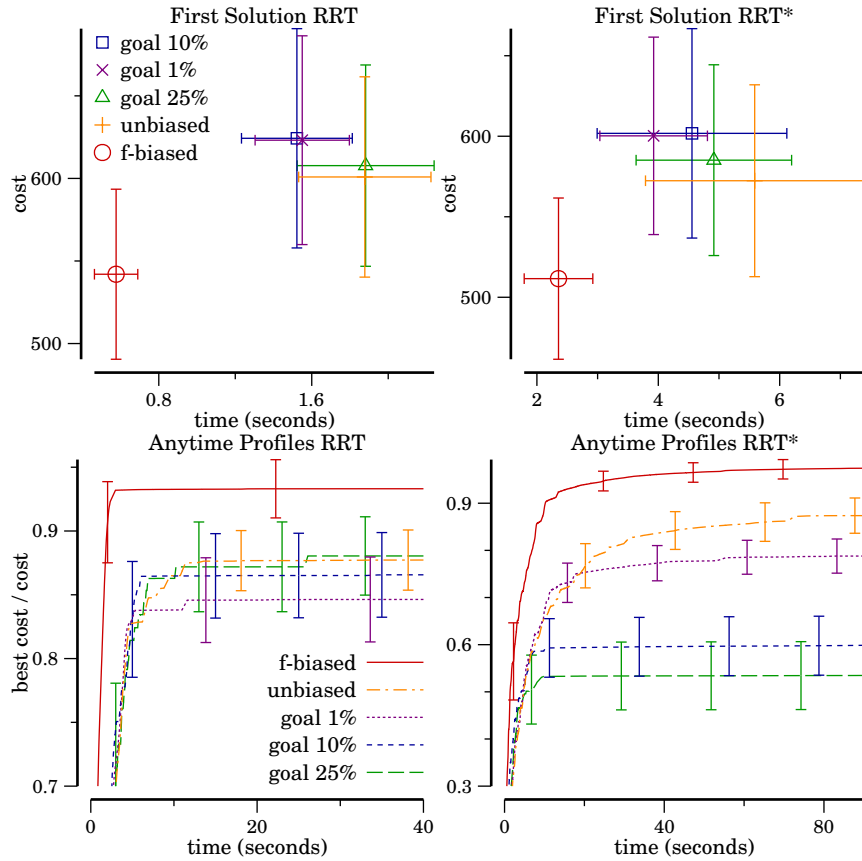 First Solution RRT
goal 10%
goal 1%
goal 25%
unbiased
f-biased
cost
600
500
0.8
1.6
time (seconds)
First Solution RRT*
cost
600
500
2
4
6
time (seconds)
Anytime Profiles RRT
best cost / cost
0.9
0.8
0.7
f-biased
unbiased
goal 1%
goal 10%
goal 25%
0
20
40
time (seconds)
Anytime Profiles RRT*
0.9
0.6
0.3
0
40
80
time (seconds)